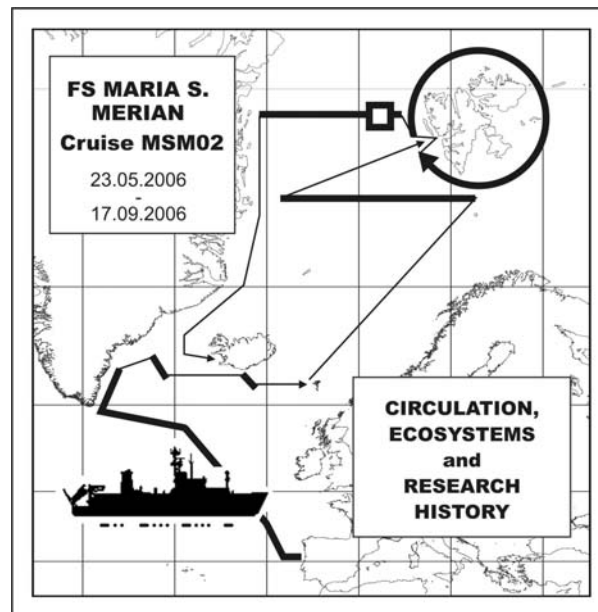 FS MARIA S.
MERIAN
Cruise MSM02
23.05.2006
-
17.09.2006
CIRCULATION,
ECOSYSTEMS
and
RESEARCH
HISTORY